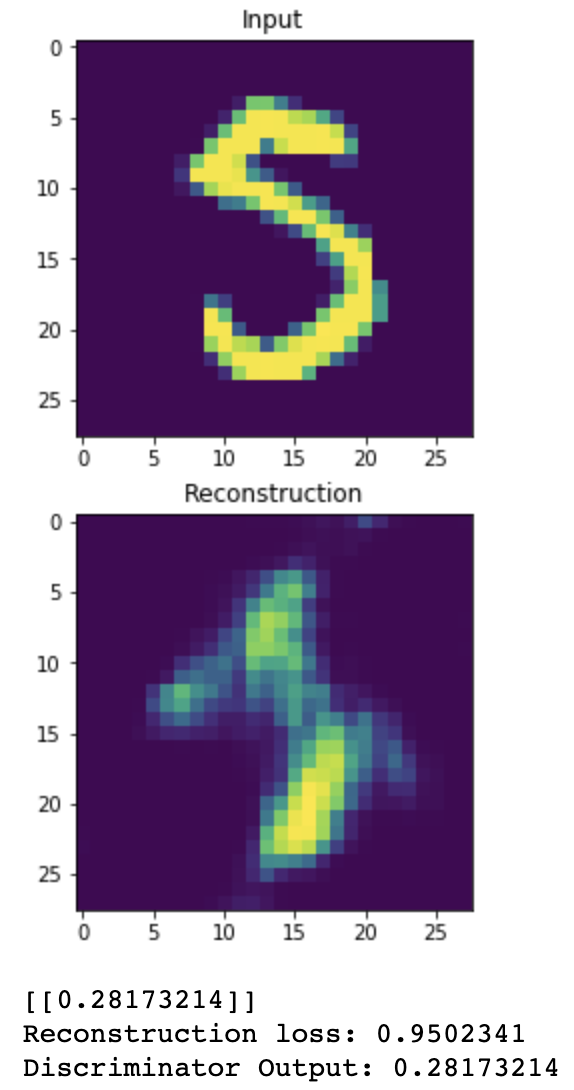 Input
0
5
10
15
20
25
0 5 10 15 20 25
Reconstruction
0
5
10
15
20
25
0 5 10 15 20 25
[[0.28173214]]
Reconstruction loss: 0.9502341
Discriminator Output: 0.28173214